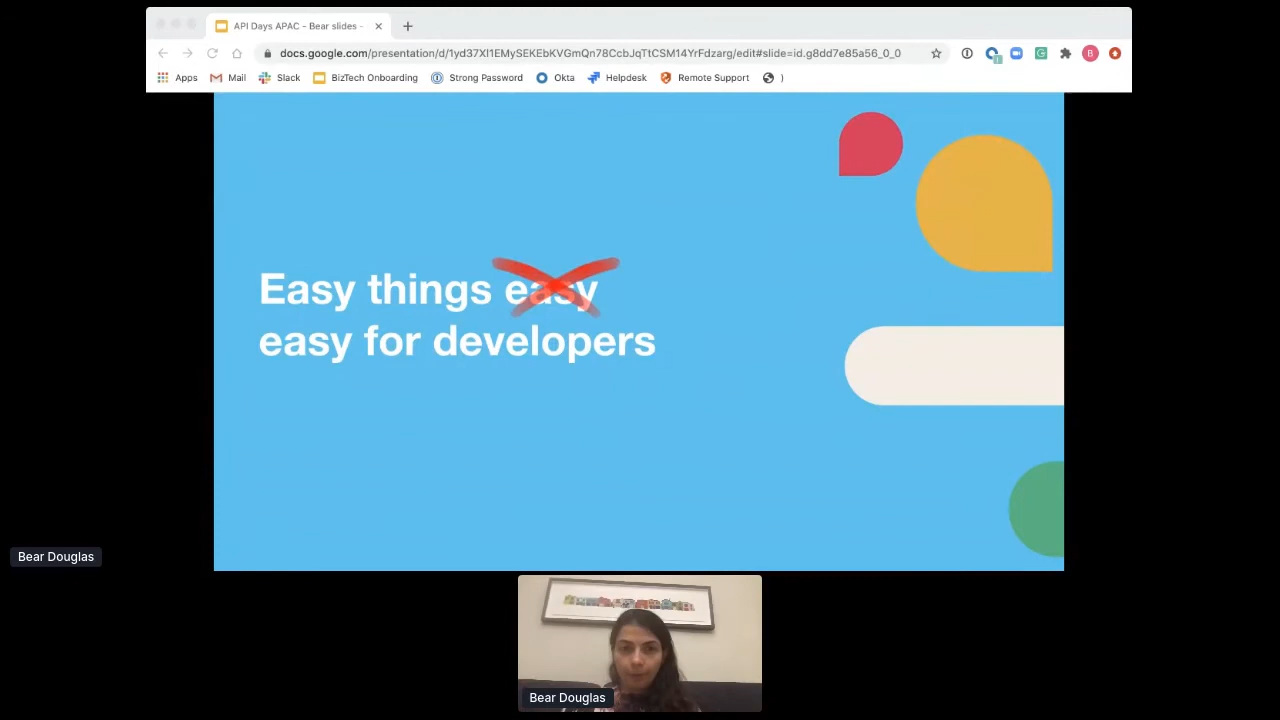 API Days APAC - Bear slides -
docs.google.com/presentation/d/1yd37XI1EMySEKEbKVGmQn78CcbJqTtCSM14YrFdzarg/edit#slide=id.g8dd7e85a56_0_0
Apps Mail Slack BizTech Onboarding Strong Password Okta Helpdesk Remote Support )
Easy things easy
easy for developers
Bear Douglas
Bear Douglas